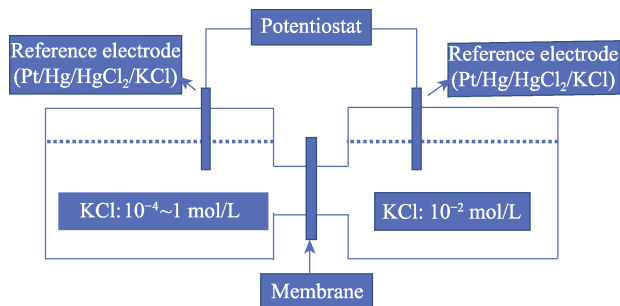 Potentiostat
Reference electrode
(Pt/Hg/HgCl₂/KCl)
Reference electrode
(Pt/Hg/HgCl₂/KCl)
KCl: 10⁻⁴~1 mol/L
KCl: 10⁻² mol/L
Membrane